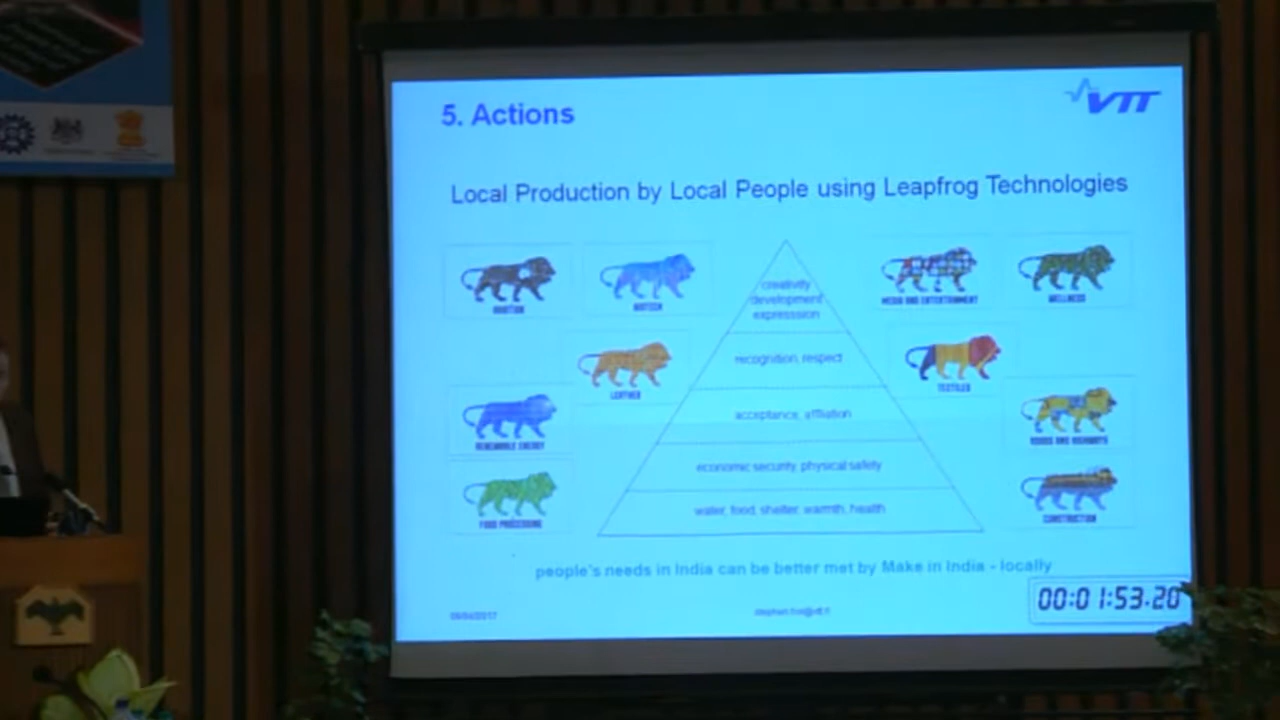 5. Actions
VTT
Local Production by Local People using Leapfrog Technologies
creativity
development
expresssion
MEDIA AND ENTERTAINMENT
WELLNESS
recognition, respect
LEATHER
TEXTILES
acceptance, affliation
RENEWABLE ENERGY
ROADS AND HIGHWAYS
economic security, physical safety
water, food, shelter, warmth, health
FOOD PROCESSING
CONSTRUCTION
people's needs in India can be better met by Make in India - locally
00:01:53.20